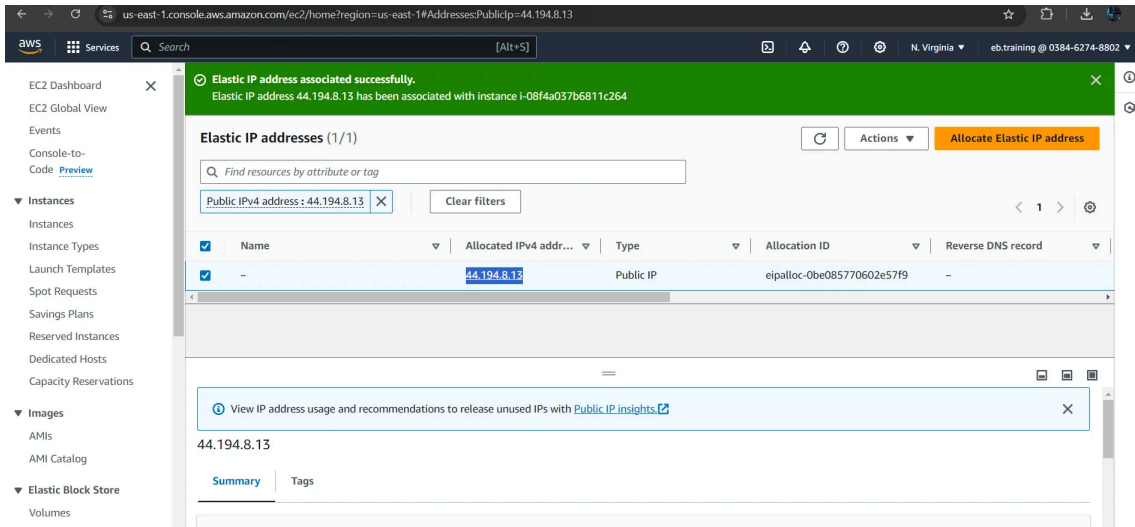 us-east-1.console.aws.amazon.com/ec2/home?region=us-east-1#Addresses:PublicIp=44.194.8.13
aws Services Search [Alt+S] N. Virginia eb.training @ 0384-6274-8802
EC2 Dashboard
EC2 Global View
Events
Console-to-
Code Preview
Instances
Instances
Instance Types
Launch Templates
Spot Requests
Savings Plans
Reserved Instances
Dedicated Hosts
Capacity Reservations
Images
AMIs
AMI Catalog
Elastic Block Store
Volumes
Elastic IP address associated successfully.
Elastic IP address 44.194.8.13 has been associated with instance i-08f4a037b6811c264
Elastic IP addresses (1/1) Actions Allocate Elastic IP address
Find resources by attribute or tag
Public IPv4 address : 44.194.8.13 Clear filters 1
Name Allocated IPv4 addr... Type Allocation ID Reverse DNS record
– 44.194.8.13 Public IP eipalloc-0be085770602e57f9 –
View IP address usage and recommendations to release unused IPs with Public IP insights.
44.194.8.13
Summary Tags